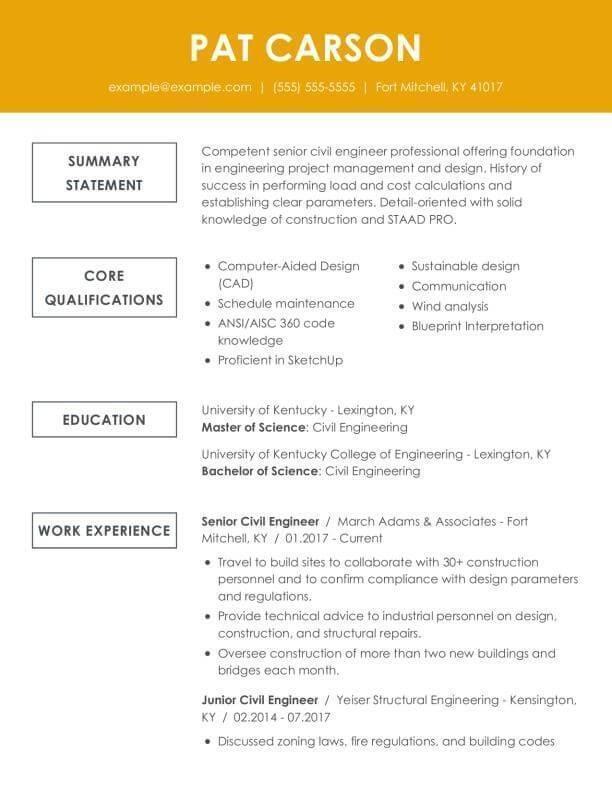 PAT CARSON
example@example.com | (555) 555-5555 | Fort Mitchell, KY 41017
SUMMARY
STATEMENT
Competent senior civil engineer professional offering foundation
in engineering project management and design. History of
success in performing load and cost calculations and
establishing clear parameters. Detail-oriented with solid
knowledge of construction and STAAD PRO.
CORE
QUALIFICATIONS
• Computer-Aided Design
(CAD)
• Schedule maintenance
• ANSI/AISC 360 code
knowledge
• Proficient in SketchUp
• Sustainable design
• Communication
• Wind analysis
• Blueprint Interpretation
EDUCATION
University of Kentucky - Lexington, KY
Master of Science: Civil Engineering
University of Kentucky College of Engineering - Lexington, KY
Bachelor of Science: Civil Engineering
WORK EXPERIENCE
Senior Civil Engineer / March Adams & Associates - Fort
Mitchell, KY / 01.2017 - Current
• Travel to build sites to collaborate with 30+ construction
personnel and to confirm compliance with design parameters
and regulations.
• Provide technical advice to industrial personnel on design,
construction, and structural repairs.
• Oversee construction of more than two new buildings and
bridges each month.
Junior Civil Engineer / Yeiser Structural Engineering - Kensington,
KY / 02.2014 - 07.2017
• Discussed zoning laws, fire regulations, and building codes